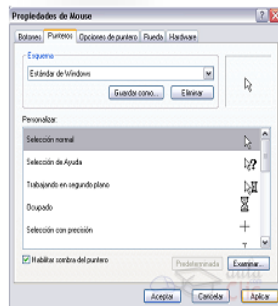 Propiedades de Mouse
Botones Punteros Opciones de puntero Rueda Hardware
Esquema
Estándar de Windows
Guardar como... Eliminar
Personalizar:
Selección normal
Selección de Ayuda
Trabajando en segundo plano
Ocupado
Selección con precisión
Habilitar sombra del puntero
Predeterminada Examinar...
Aceptar Cancelar Aplicar